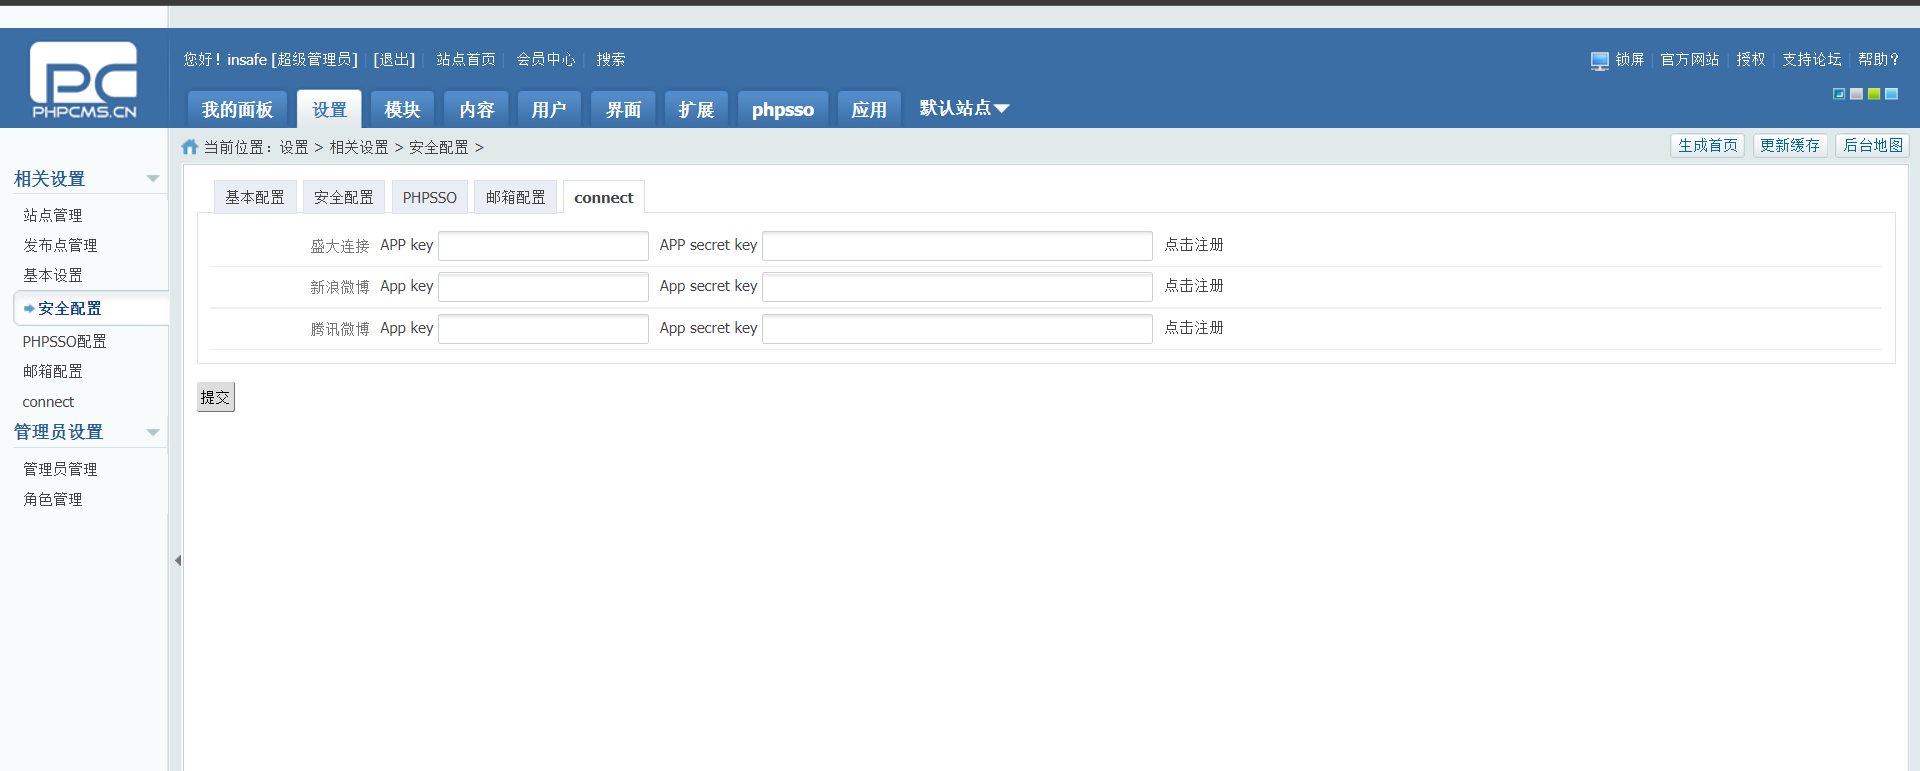 PHPCMS.CN
您好！insafe [超级管理员] | [退出] | 站点首页 | 会员中心 | 搜索
锁屏 | 官方网站 | 授权 | 支持论坛 | 帮助？
我的面板 设置 模块 内容 用户 界面 扩展 phpsso 应用 默认站点
当前位置：设置 > 相关设置 > 安全配置 >
生成首页 更新缓存 后台地图
相关设置
站点管理
发布点管理
基本设置
安全配置
PHPSSO配置
邮箱配置
connect
管理员设置
管理员管理
角色管理
基本配置 安全配置 PHPSSO 邮箱配置 connect
盛大连接 APP key APP secret key 点击注册
新浪微博 App key App secret key 点击注册
腾讯微博 App key App secret key 点击注册
提交